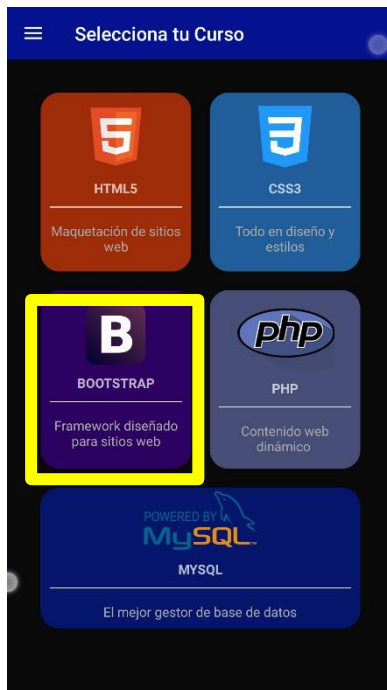 Selecciona tu Curso
HTML5
Maquetación de sitios
web
CSS3
Todo en diseño y
estilos
B
BOOTSTRAP
Framework diseñado
para sitios web
php
PHP
Contenido web
dinámico
POWERED BY
MySQL
MYSQL
El mejor gestor de base de datos